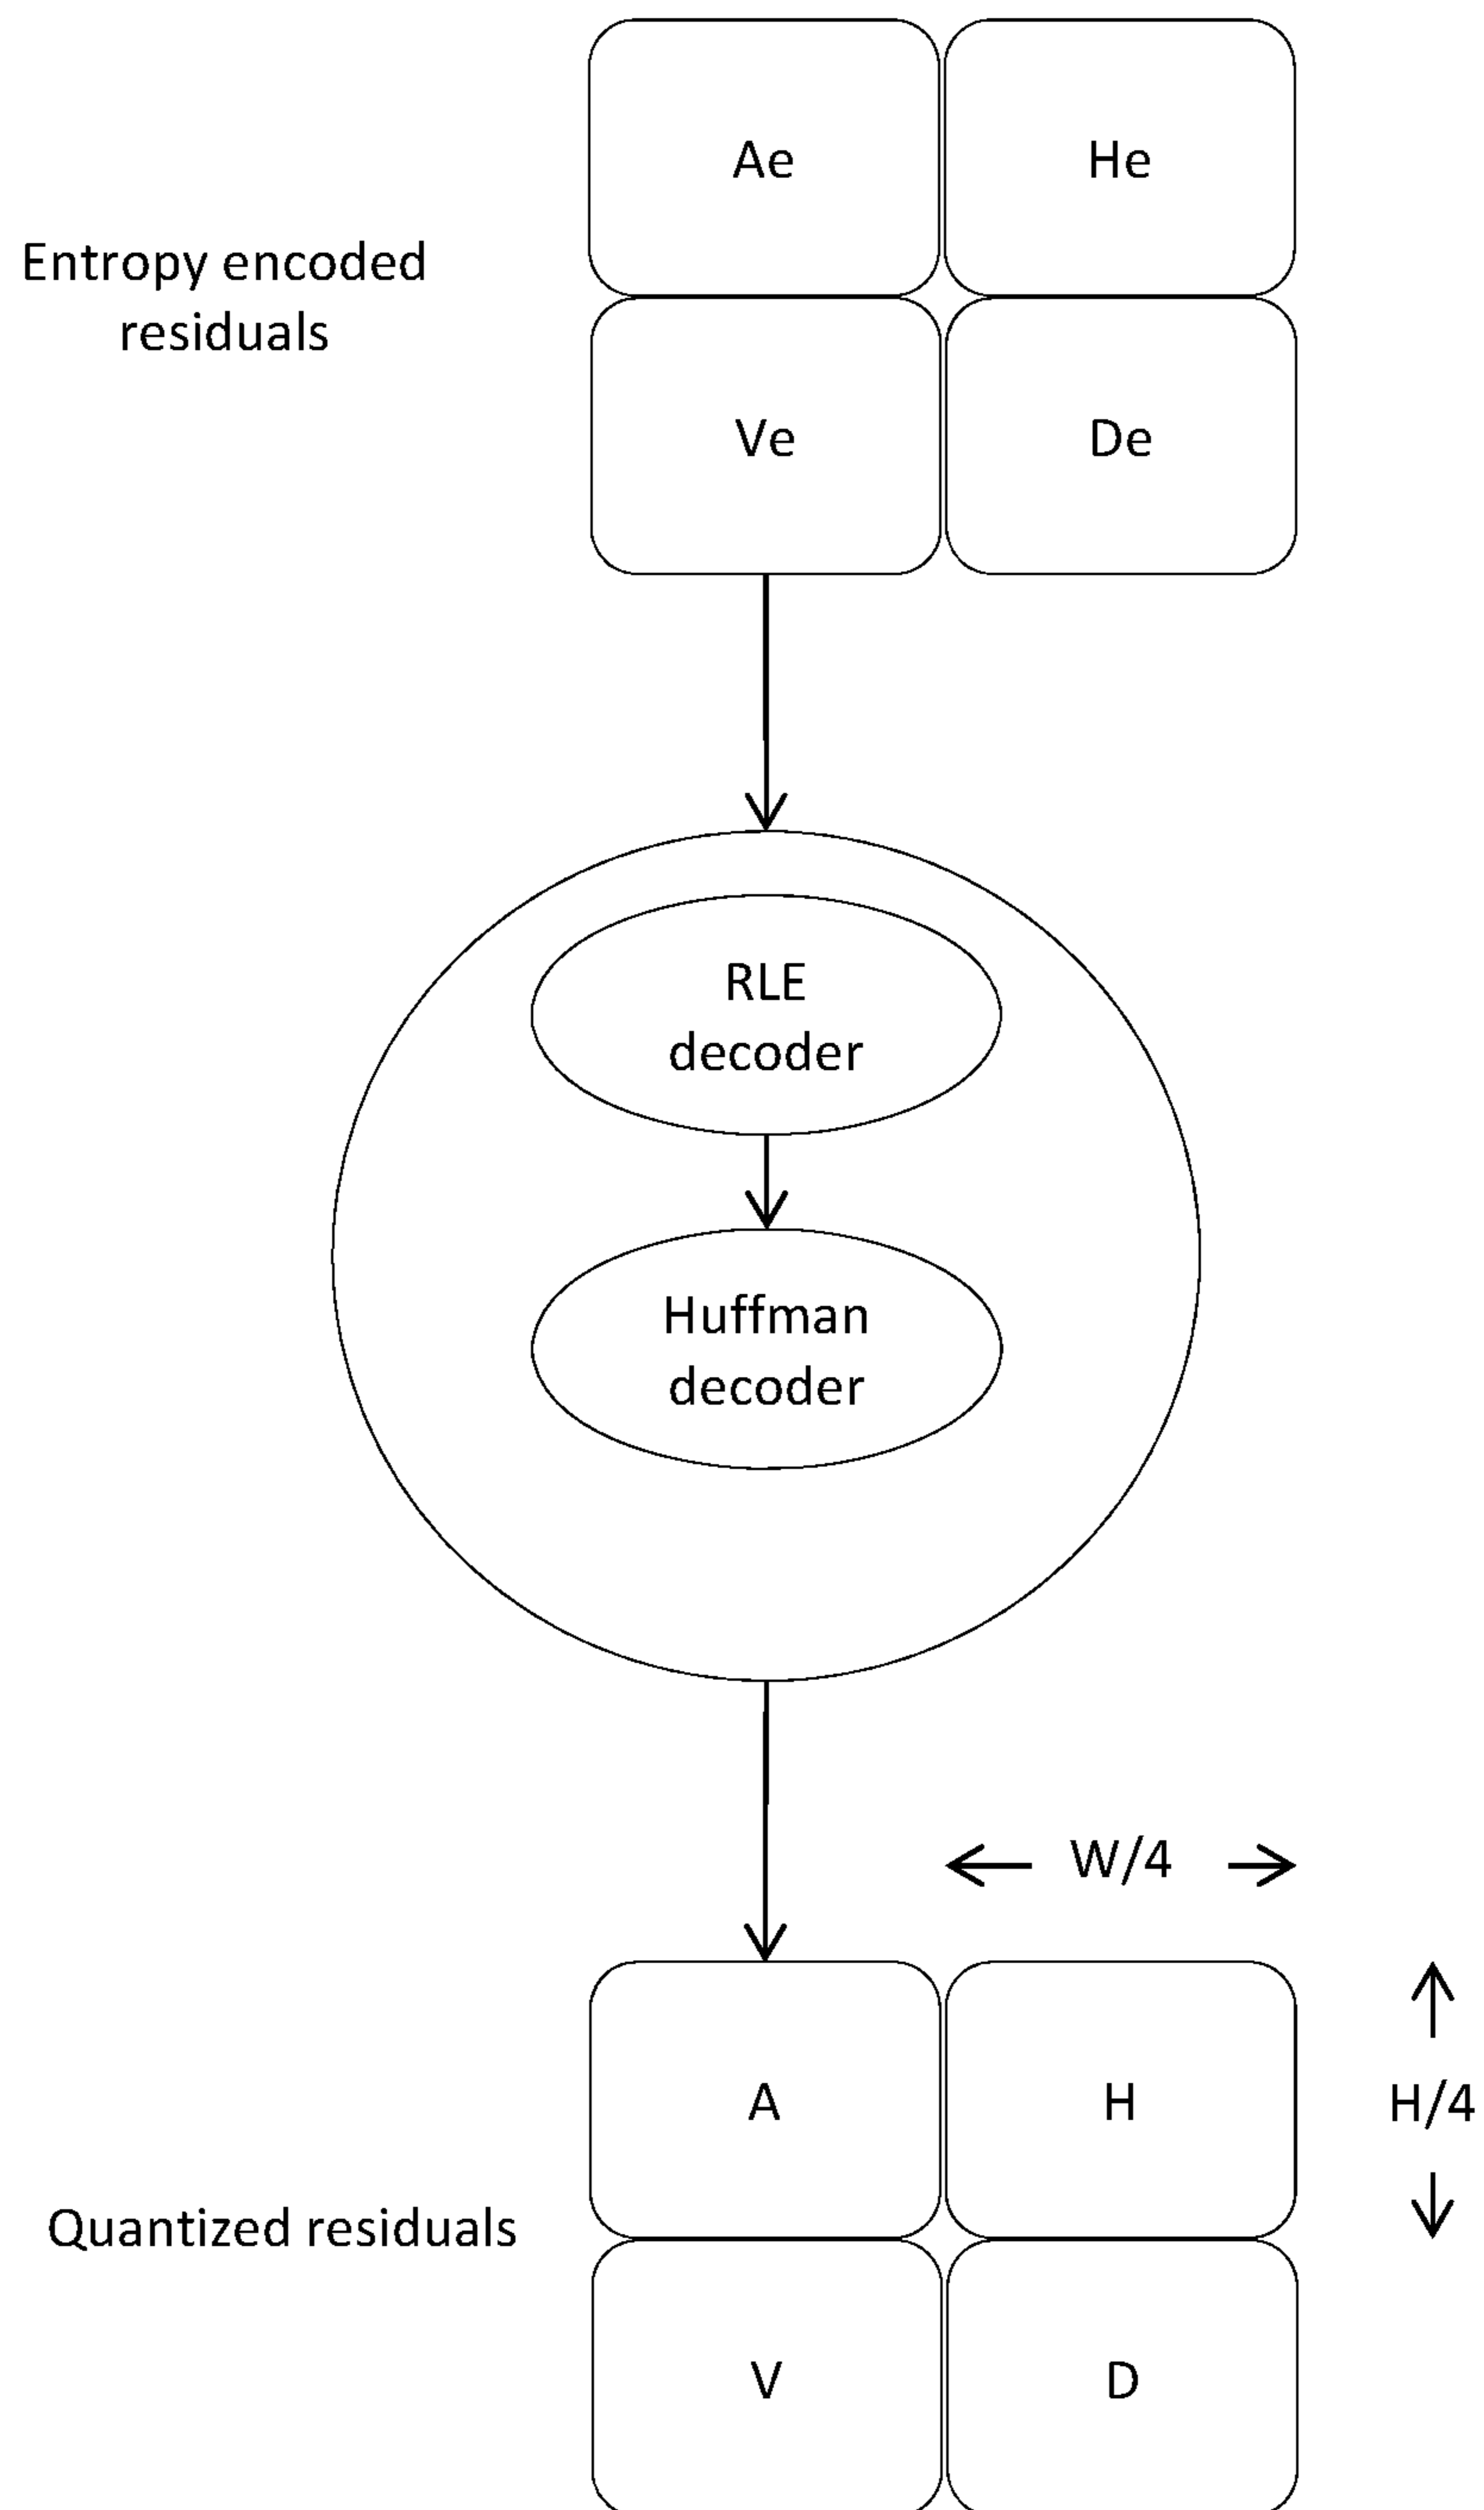 Ae
He
Entropy encoded
residuals
Ve
De
RLE
decoder
Huffman
decoder
W/4
A
H
H/4
Quantized residuals
V
D